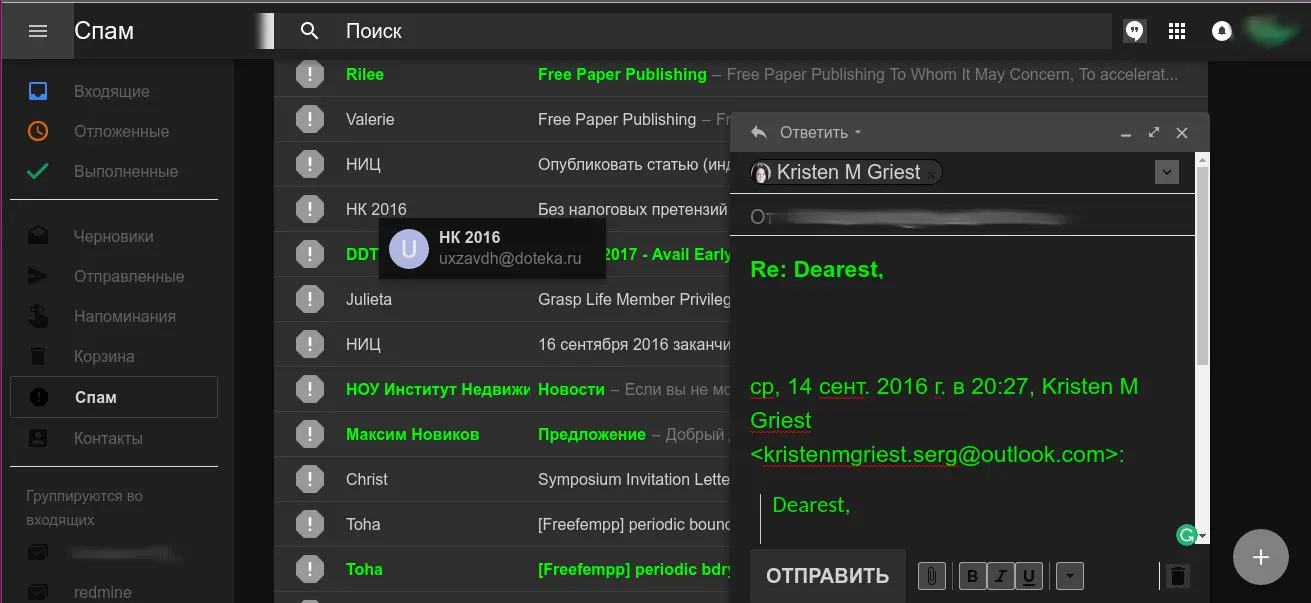 Спам
Поиск
Входящие
Отложенные
Выполненные
Черновики
Отправленные
Напоминания
Корзина
Спам
Контакты
Группируются во
входящих
redmine
Rilee Free Paper Publishing – Free Paper Publishing To Whom It May Concern, To accelerat...
Valerie Free Paper Publishing – Fr
НИЦ Опубликовать статью (инд
НК 2016 Без налоговых претензий
НК 2016
uxzavdh@doteka.ru
U
DDT 2017 - Avail Early
Julieta Grasp Life Member Privileg
НИЦ 16 сентября 2016 заканчи
НОУ Институт Недвижи Новости – Если вы не мо
Максим Новиков Предложение – Добрый
Christ Symposium Invitation Lette
Toha [Freefempp] periodic bounc
Toha [Freefempp] periodic bdry
Ответить
Kristen M Griest ×
От
Re: Dearest,
ср, 14 сент. 2016 г. в 20:27, Kristen M
Griest
<kristenmgriest.serg@outlook.com>:
Dearest,
ОТПРАВИТЬ
B I U